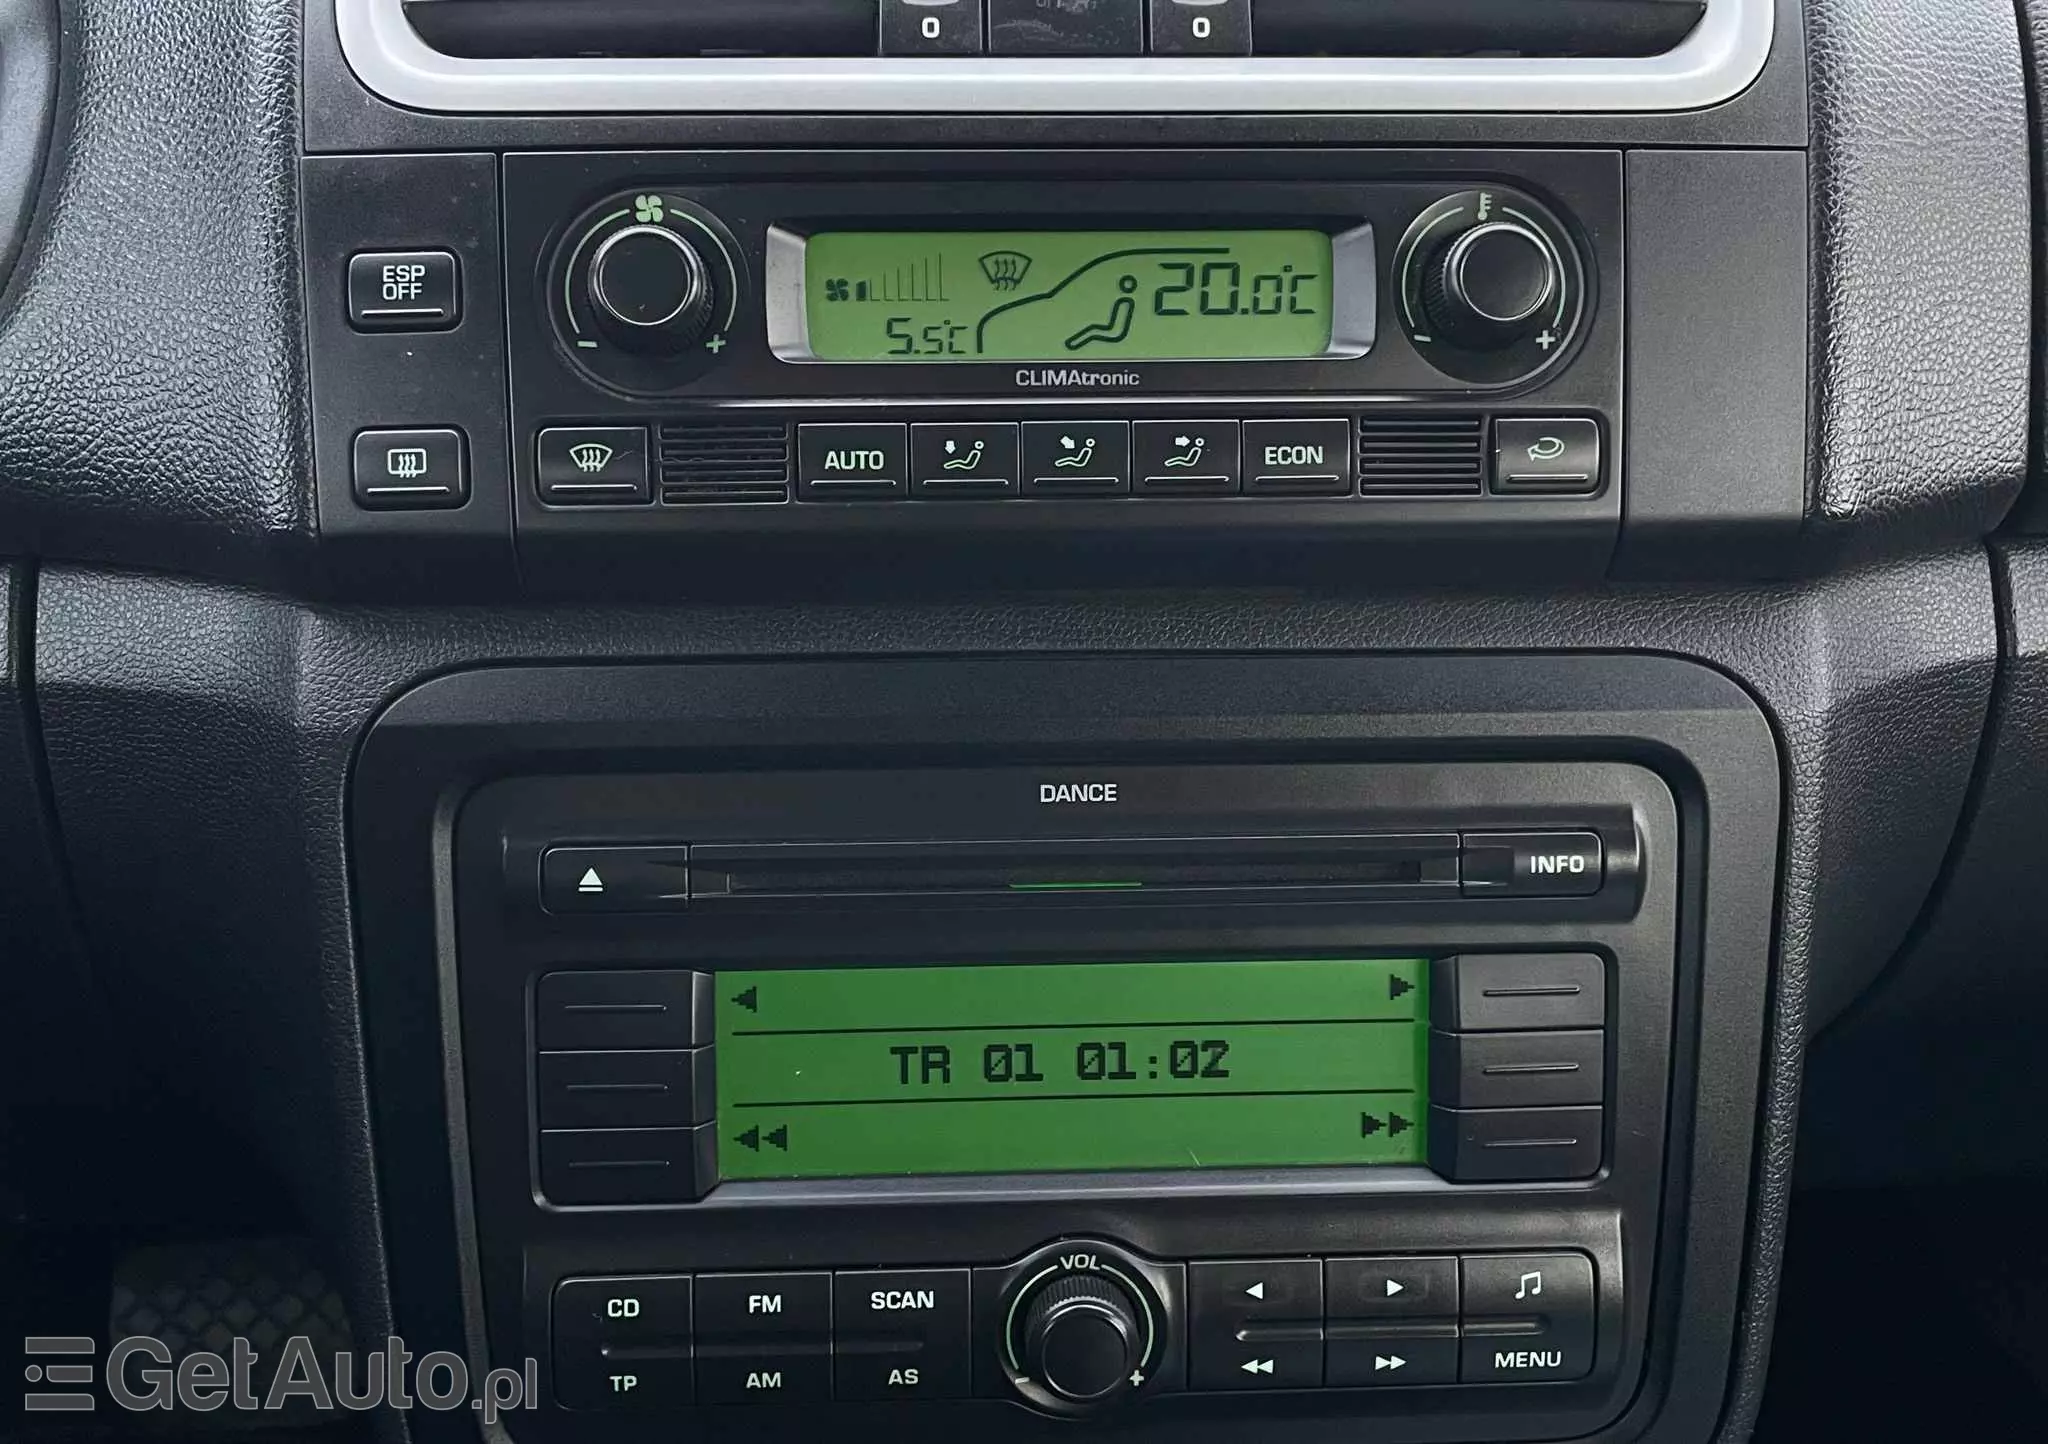 0 0
ESP
OFF
20.0°C
5.5°C
CLIMAtronic
- +
- +
AUTO
ECON
DANCE
INFO
TR 01 01:02
VOL
CD
FM
SCAN
- +
TP
AM
AS
MENU
GetAuto.pl